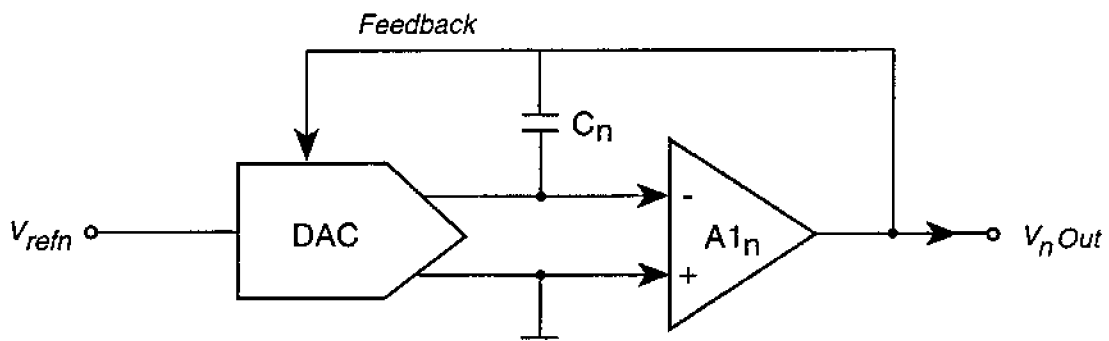 Feedback
Cn
Vrefn
DAC
-
A1n
+
VnOut